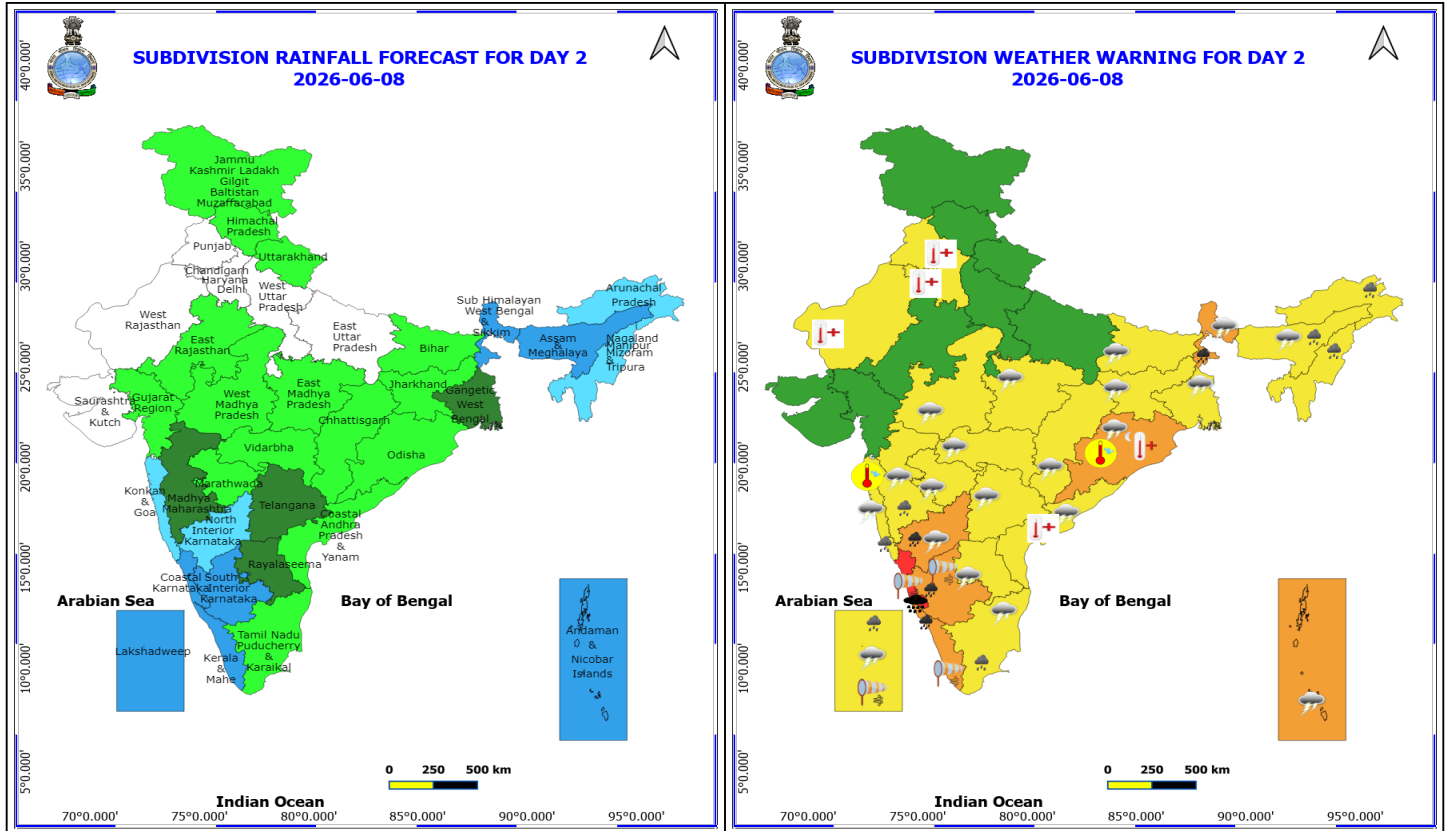 SUBDIVISION RAINFALL FORECAST FOR DAY 2
2026-06-08
40°0.000'
35°0.000'
30°0.000'
25°0.000'
20°0.000'
15°0.000'
10°0.000'
5°0.000'
Jammu
Kashmir Ladakh
Gilgit
Baltistan
Muzaffarabad
Himachal
Pradesh
Punjab
Uttarakhand
Chandigarh
Haryana
Delhi
West
Uttar
Pradesh
West
Rajasthan
East
Rajasthan
East
Uttar
Pradesh
Sub Himalayan
West Bengal
&
Sikkim
Arunachal
Pradesh
Assam
&
Meghalaya
Nagaland
Manipur
Mizoram
&
Tripura
Bihar
Jharkhand
Gangetic
West
Bengal
Saurashtra
&
Kutch
Gujarat
Region
West
Madhya
Pradesh
East
Madhya
Pradesh
Chhattisgarh
Vidarbha
Odisha
Konkan
&
Goa
Madhya
Maharashtra
Marathwada
Telangana
North
Interior
Karnataka
Coastal
Andhra
Pradesh
&
Yanam
Rayalaseema
Coastal
Karnataka
South
Interior
Karnataka
Arabian Sea
Bay of Bengal
Lakshadweep
Kerala
&
Mahe
Tamil Nadu
Puducherry
&
Karaikal
Andaman
&
Nicobar
Islands
0 250 500 km
Indian Ocean
70°0.000' 75°0.000' 80°0.000' 85°0.000' 90°0.000' 95°0.000'
SUBDIVISION WEATHER WARNING FOR DAY 2
2026-06-08
40°0.000'
35°0.000'
30°0.000'
25°0.000'
20°0.000'
15°0.000'
10°0.000'
5°0.000'
Arabian Sea
Bay of Bengal
0 250 500 km
Indian Ocean
70°0.000' 75°0.000' 80°0.000' 85°0.000' 90°0.000' 95°0.000'